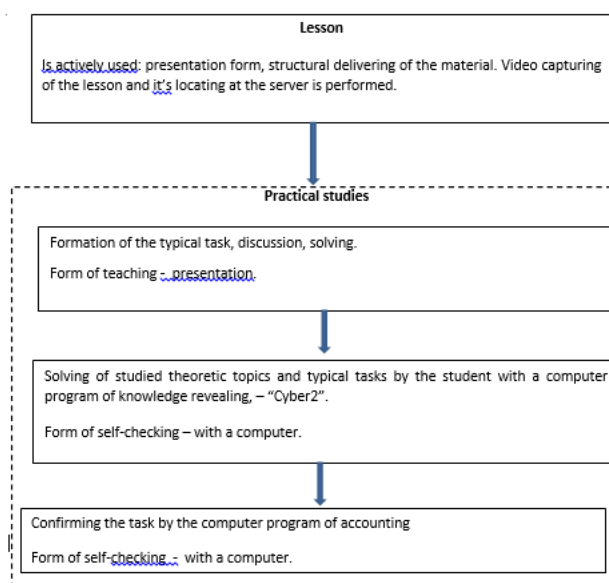 Lesson
Is actively used: presentation form, structural delivering of the material. Video capturing
of the lesson and it's locating at the server is performed.
Practical studies
Formation of the typical task, discussion, solving.
Form of teaching - presentation.
Solving of studied theoretic topics and typical tasks by the student with a computer
program of knowledge revealing, – “Cyber2”.
Form of self-checking – with a computer.
Confirming the task by the computer program of accounting
Form of self-checking - with a computer.